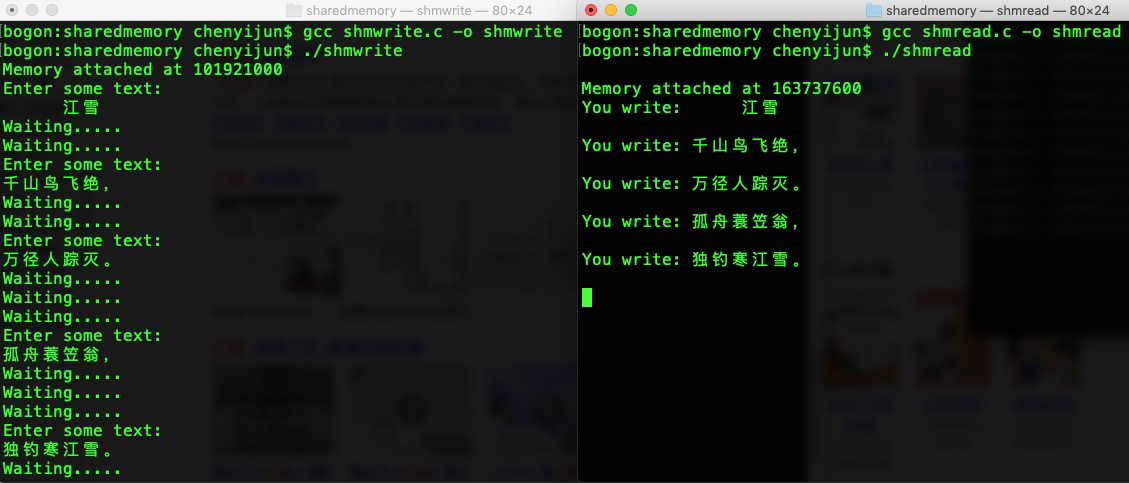 sharedmemory — shmwrite — 80×24
[bogon:sharedmemory chenyijun$ gcc shmwrite.c -o shmwrite
[bogon:sharedmemory chenyijun$ ./shmwrite
Memory attached at 101921000
Enter some text:
江雪
Waiting.....
Waiting.....
Enter some text:
千山鸟飞绝,
Waiting.....
Waiting.....
Enter some text:
万径人踪灭。
Waiting.....
Waiting.....
Waiting.....
Enter some text:
孤舟蓑笠翁,
Waiting.....
Waiting.....
Waiting.....
Enter some text:
独钓寒江雪。
Waiting.....
sharedmemory — shmread — 80×24
[bogon:sharedmemory chenyijun$ gcc shmread.c -o shmread
[bogon:sharedmemory chenyijun$ ./shmread
Memory attached at 163737600
You write: 江雪
You write: 千山鸟飞绝,
You write: 万径人踪灭。
You write: 孤舟蓑笠翁,
You write: 独钓寒江雪。